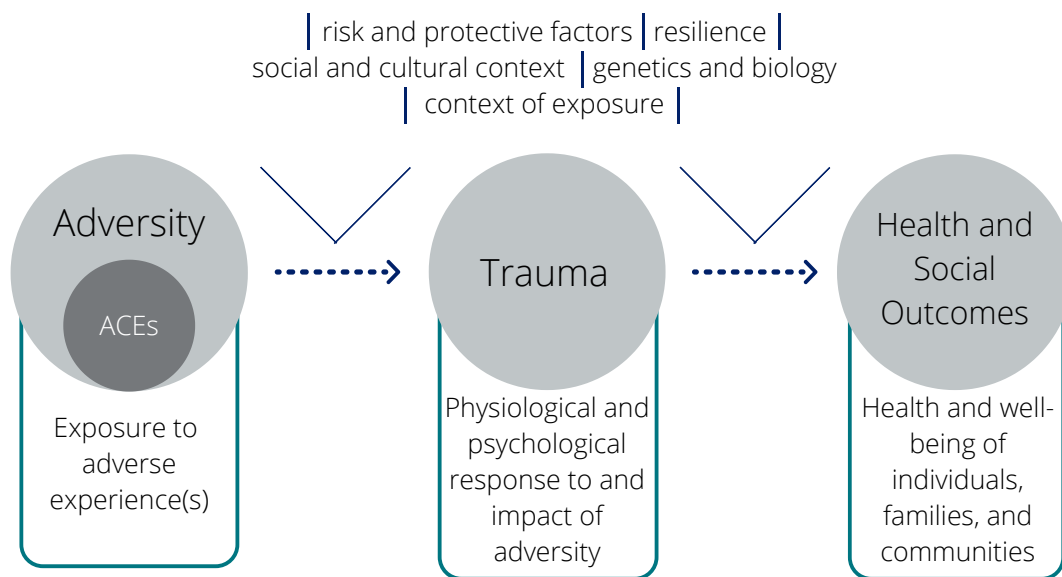 risk and protective factors | resilience |
social and cultural context | genetics and biology
context of exposure
Adversity
ACEs
Exposure to
adverse
experience(s)
Trauma
Physiological and
psychological
response to and
impact of
adversity
Health and
Social
Outcomes
Health and well-
being of
individuals,
families, and
communities